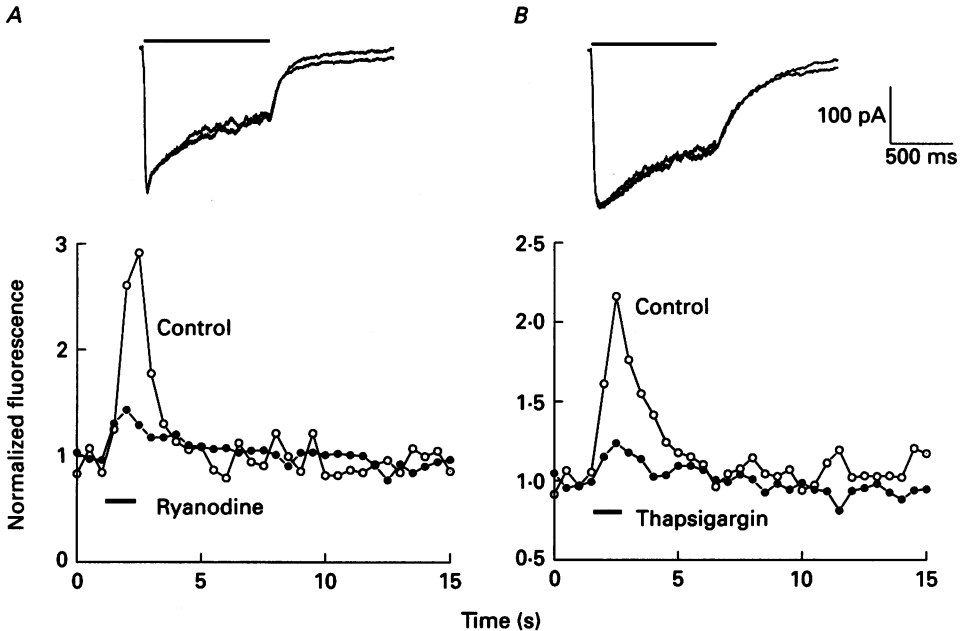 A
B
100 pA
500 ms
Normalized fluorescence
3
2
1
0
Control
Ryanodine
0 5 10 15
2·5
2·0
1·5
1·0
0·5
Control
Thapsigargin
0 5 10 15
Time (s)